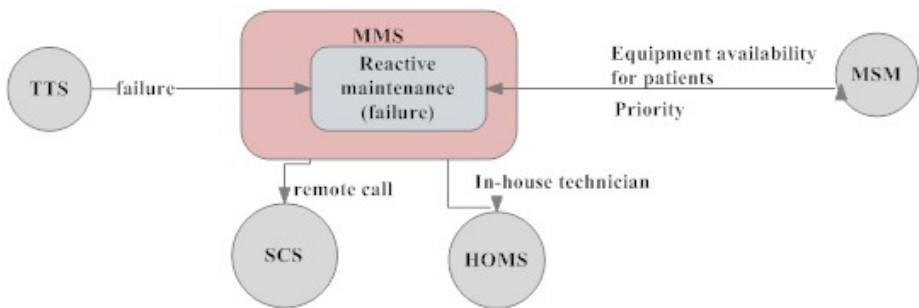 MMS
Reactive
maintenance
(failure)
TTS
failure
Equipment availability
for patients
Priority
MSM
remote call
In-house technician
SCS
HOMS